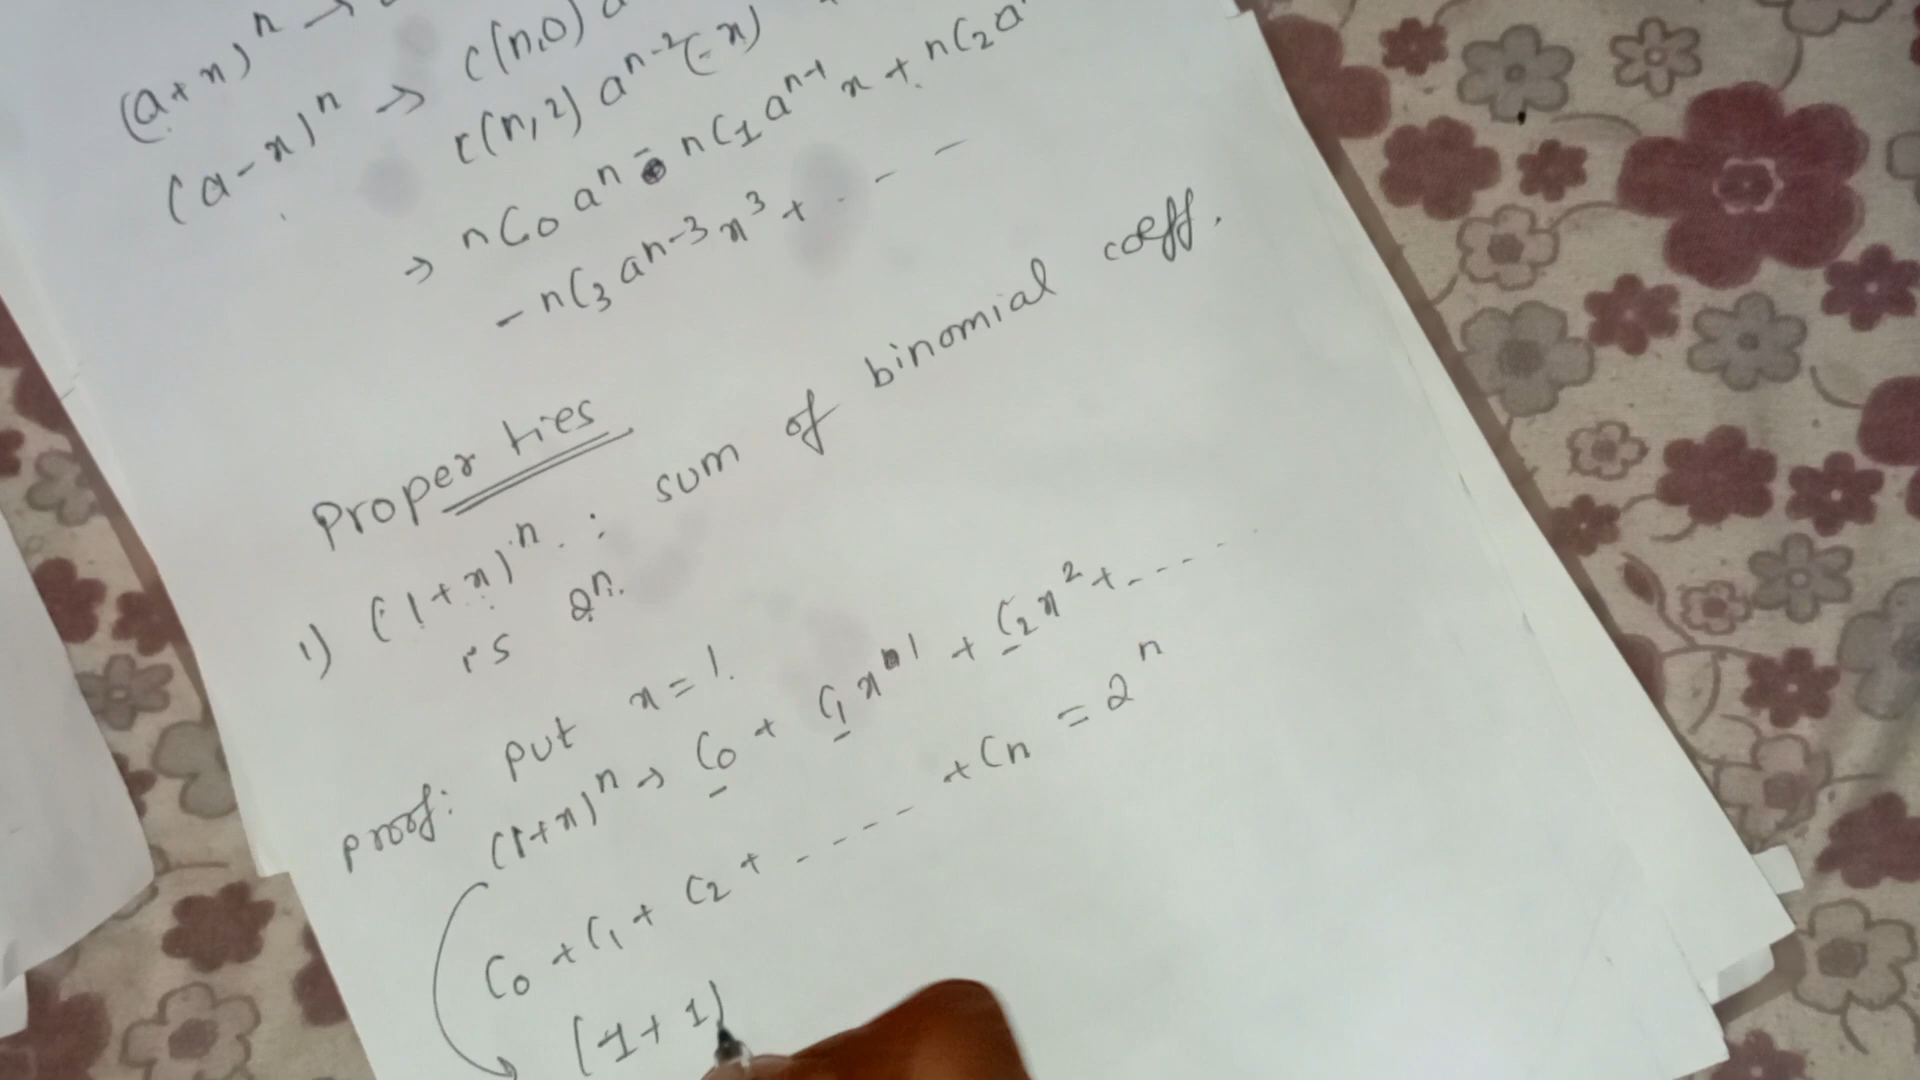 (a+x)^n →
(a-x)^n → C(n,0)
C(n,2) a^n-2(-x)
→ nC0 a^n - nC1 a^n-1 x + nC2 a
- nC3 a^n-3 x^3 + - - -
Properties
1) (1+x)^n : sum of binomial coeff.
is 2^n.
proof: put x = 1.
(1+x)^n → C0 + C1 x^1 + C2 x^2 + - - - -
C0 + C1 + C2 + - - - - + Cn = 2^n
(1+1)